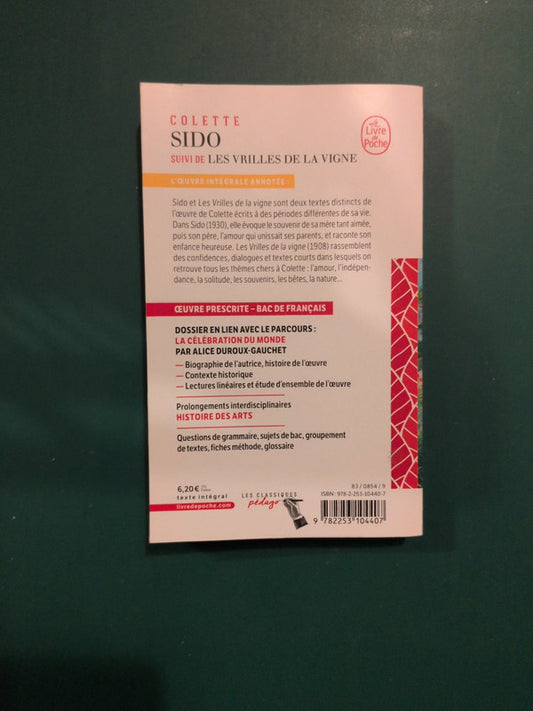 COLETTE
SIDO
SUIVI DE LES VRILLES DE LA VIGNE
Le
Livre
de
Poche
L'ŒUVRE INTÉGRALE ANNOTÉE :
Sido et Les Vrilles de la vigne sont deux textes distincts de
l'œuvre de Colette écrits à des périodes différentes de sa vie.
Dans Sido (1930), elle évoque le souvenir de sa mère tant aimée,
puis son père, l'amour qui unissait ses parents, et raconte son
enfance heureuse. Les Vrilles de la vigne (1908) rassemblent
des confidences, dialogues et textes courts dans lesquels on
retrouve tous les thèmes chers à Colette : l'amour, l'indépen-
dance, la solitude, les souvenirs, les bêtes, la nature...
ŒUVRE PRESCRITE – BAC DE FRANÇAIS
DOSSIER EN LIEN AVEC LE PARCOURS :
LA CÉLÉBRATION DU MONDE
PAR ALICE DUROUX-GAUCHET
— Biographie de l'autrice, histoire de l'œuvre
— Contexte historique
— Lectures linéaires et étude d'ensemble de l'œuvre
Prolongements interdisciplinaires
HISTOIRE DES ARTS
Questions de grammaire, sujets de bac, groupement
de textes, fiches méthode, glossaire
6,20 €
texte intégral
livredepoche.com
LES CLASSIQUES
pédago
83 / 0854 / 9
ISBN : 978-2-253-10440-7
9 782253 104407